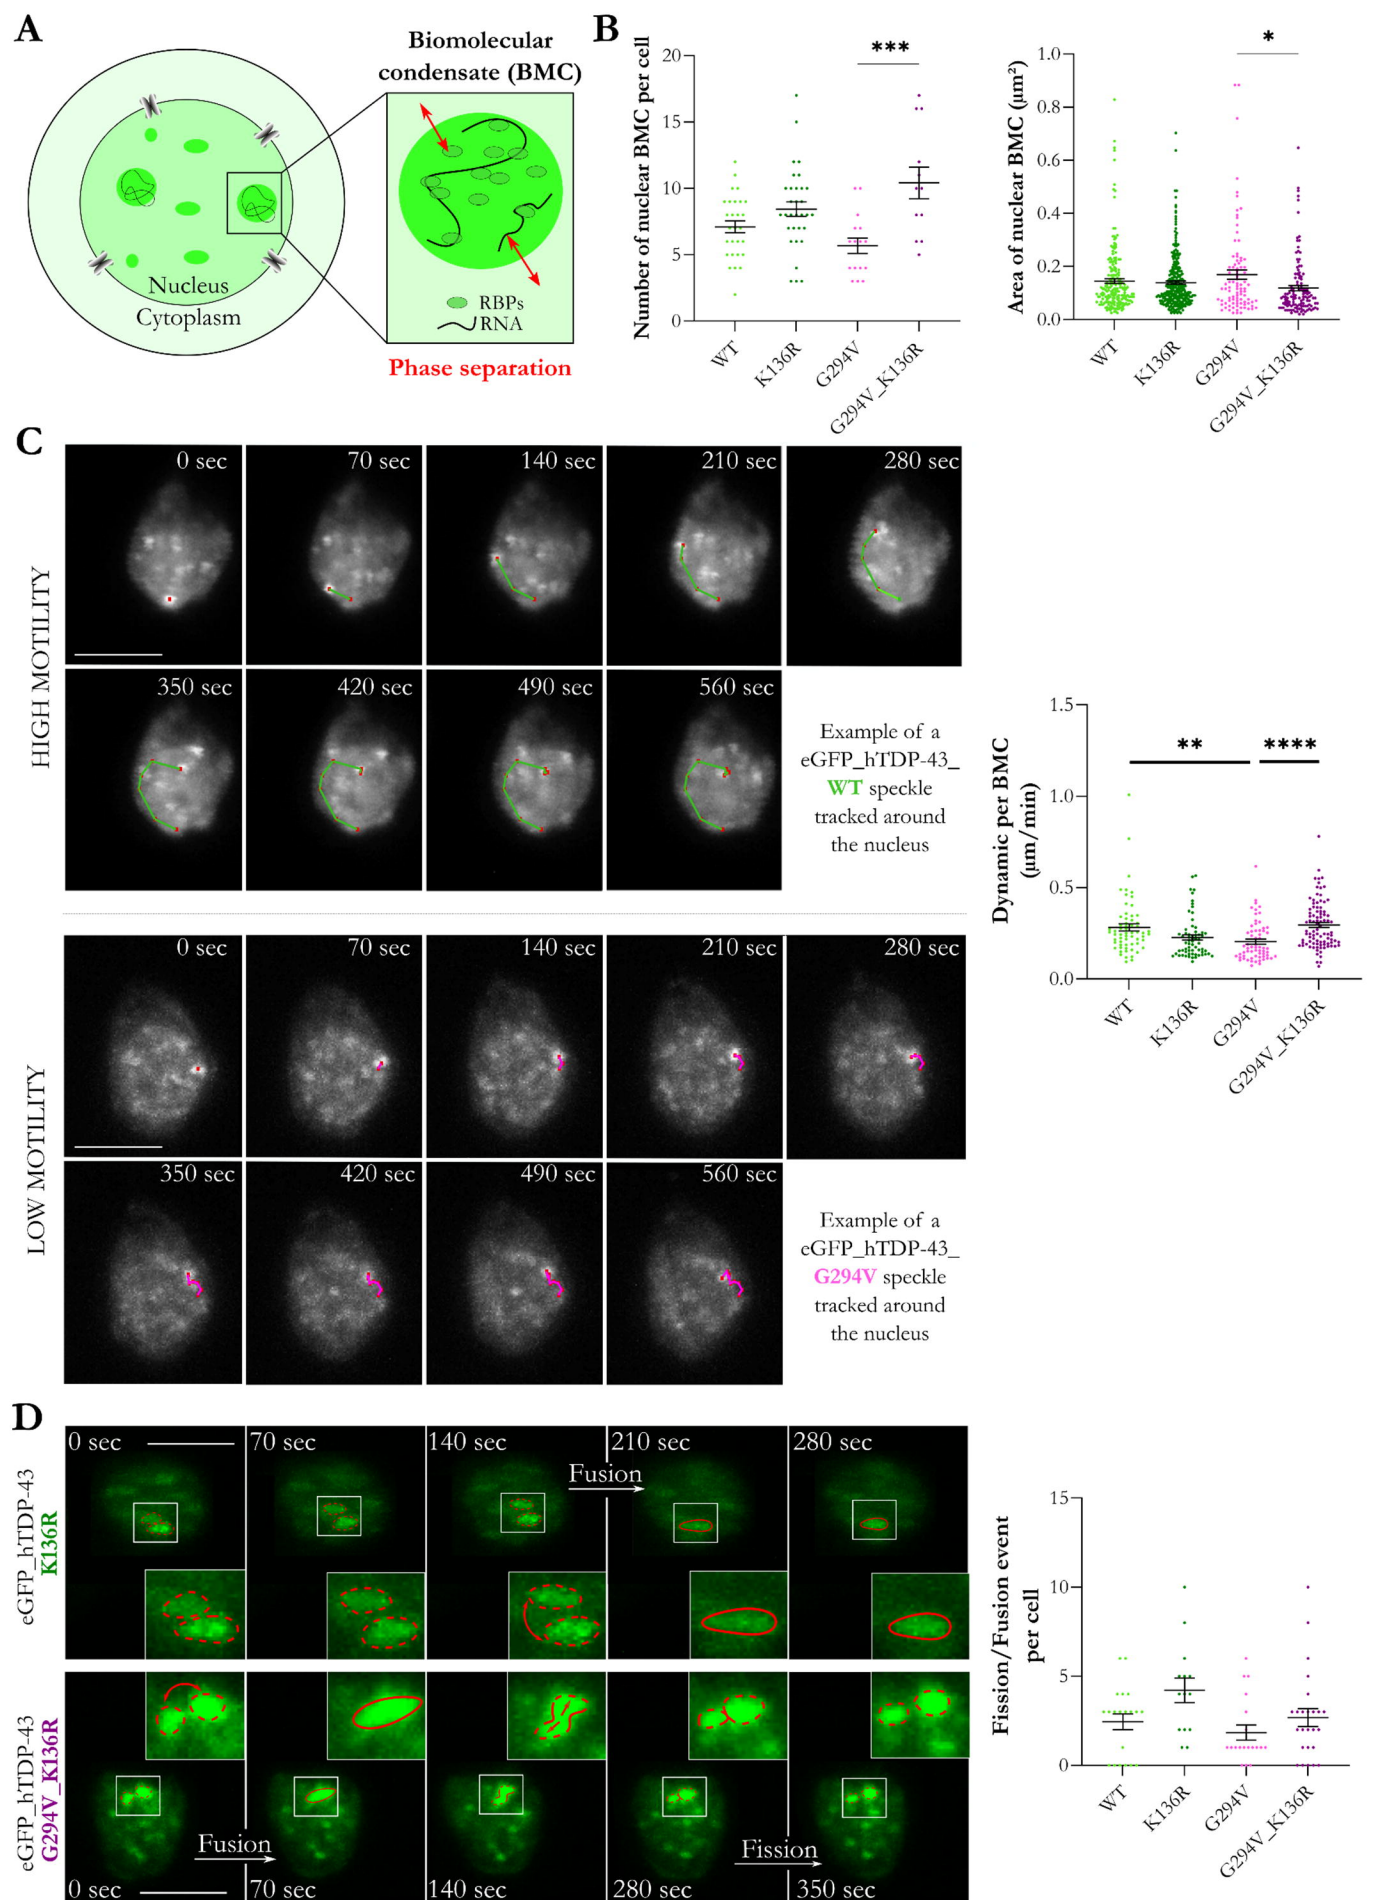 A
Biomolecular
condensate (BMC)
Nucleus
Cytoplasm
RBPs
RNA
Phase separation
B
Number of nuclear BMC per cell
20
15
10
5
0
***
WT
K136R
G294V
G294V_K136R
Area of nuclear BMC (μm²)
1.0
0.8
0.6
0.4
0.2
0.0
*
WT
K136R
G294V
G294V_K136R
C
HIGH MOTILITY
0 sec
70 sec
140 sec
210 sec
280 sec
350 sec
420 sec
490 sec
560 sec
Example of a
eGFP_hTDP-43_
WT speckle
tracked around
the nucleus
LOW MOTILITY
0 sec
70 sec
140 sec
210 sec
280 sec
350 sec
420 sec
490 sec
560 sec
Example of a
eGFP_hTDP-43_
G294V speckle
tracked around
the nucleus
Dynamic per BMC
(μm/min)
1.5
1.0
0.5
0.0
**
****
WT
K136R
G294V
G294V_K136R
D
eGFP_hTDP-43
K136R
0 sec
70 sec
140 sec
210 sec
280 sec
Fusion
eGFP_hTDP-43
G294V_K136R
Fusion
Fission
0 sec
70 sec
140 sec
280 sec
350 sec
Fission/Fusion event
per cell
15
10
5
0
WT
K136R
G294V
G294V_K136R